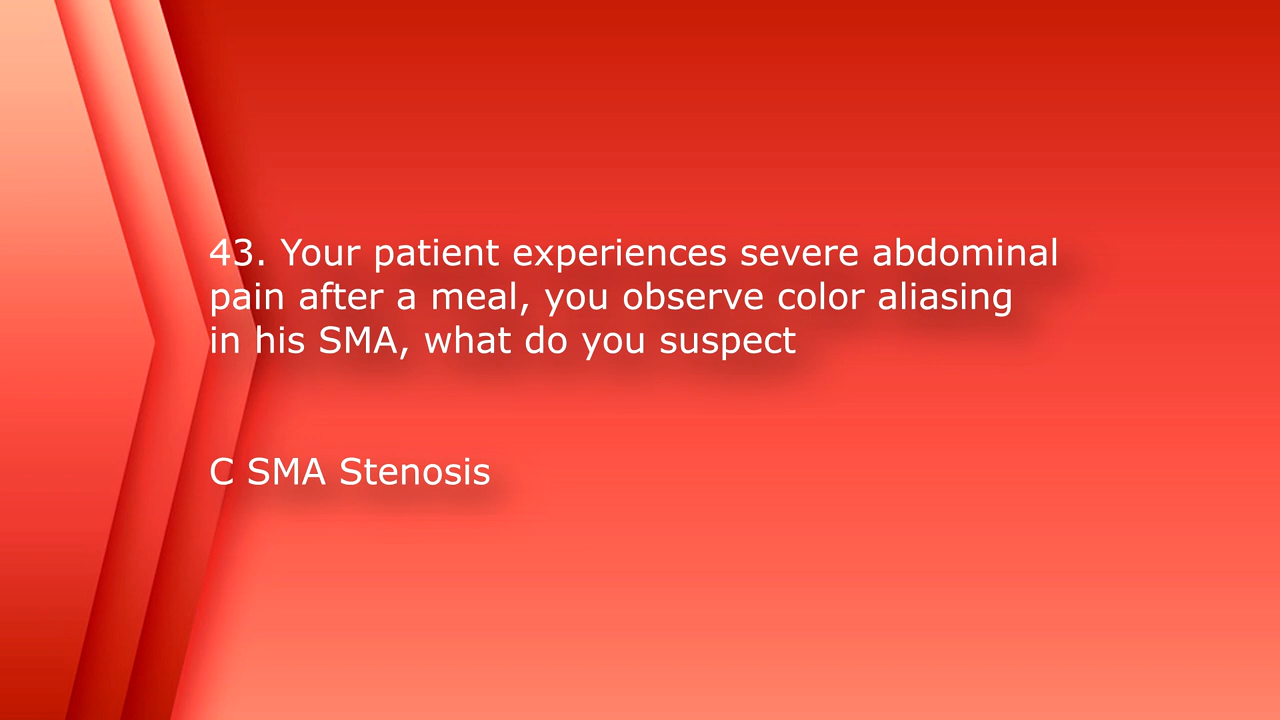 43. Your patient experiences severe abdominal
pain after a meal, you observe color aliasing
in his SMA, what do you suspect
C SMA Stenosis